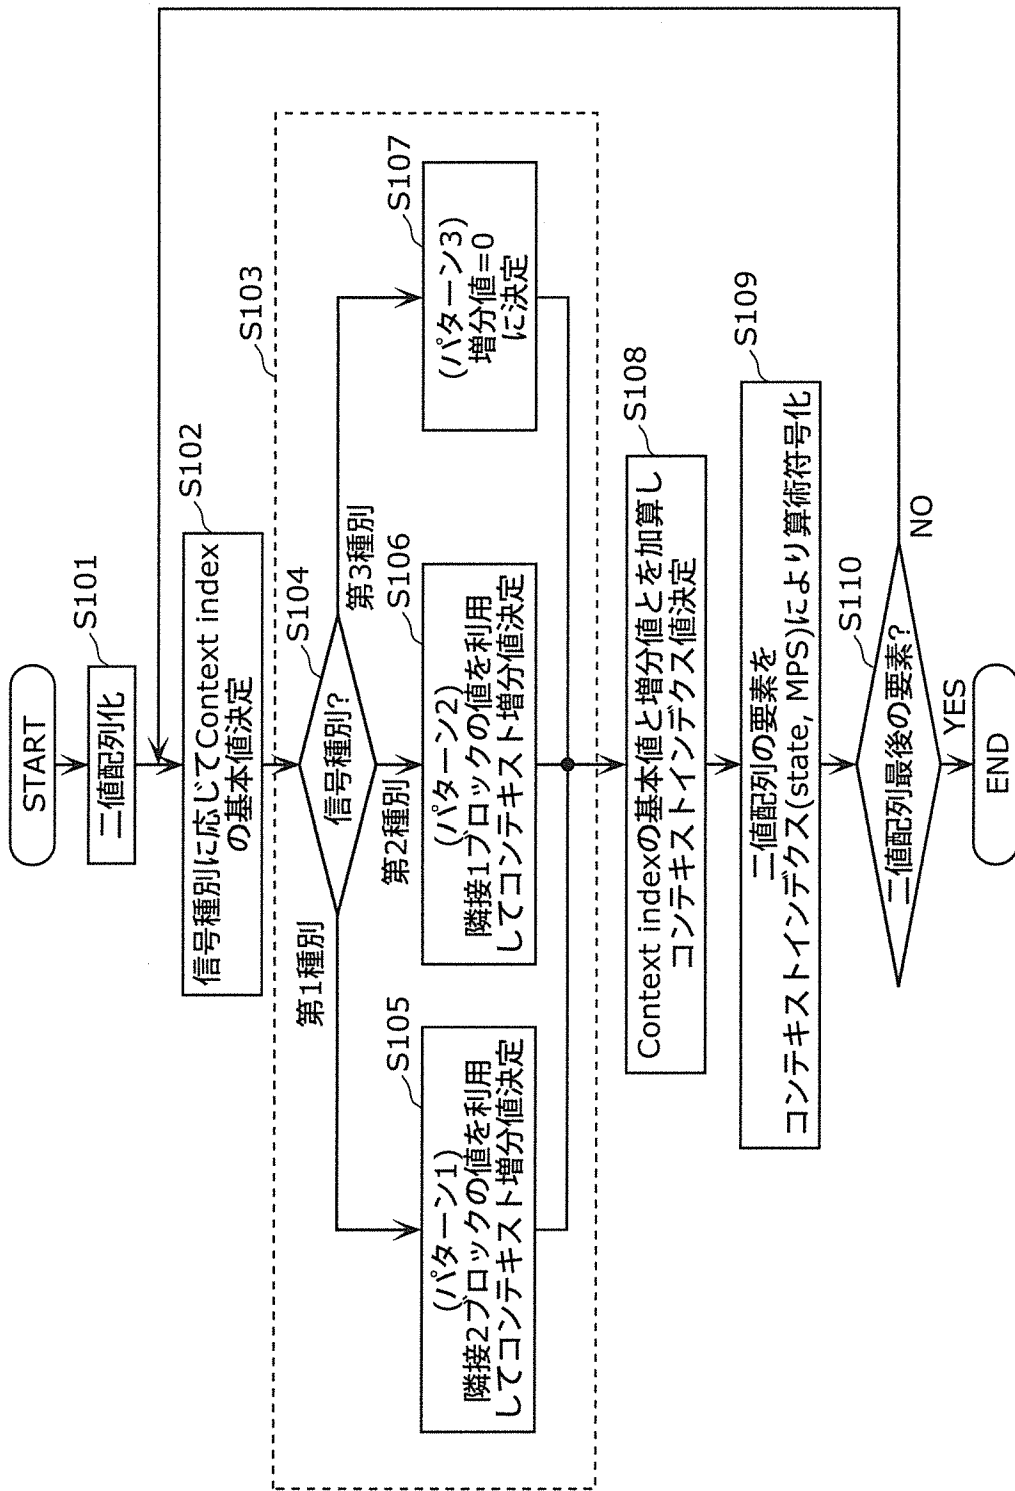 START
S101
二値配列化
S102
信号種別に応じてContext index
の基本値決定
S103
S104
信号種別?
第1種別
第2種別
第3種別
S105
(パターン1)
隣接2ブロックの値を利用
してコンテキスト増分値決定
S106
(パターン2)
隣接1ブロックの値を利用
してコンテキスト増分値決定
S107
(パターン3)
増分値=0
に決定
S108
Context indexの基本値と増分値とを加算し
コンテキストインデクス値決定
S109
二値配列の要素を
コンテキストインデクス(state, MPS)により算術符号化
S110
二値配列最後の要素?
NO
YES
END